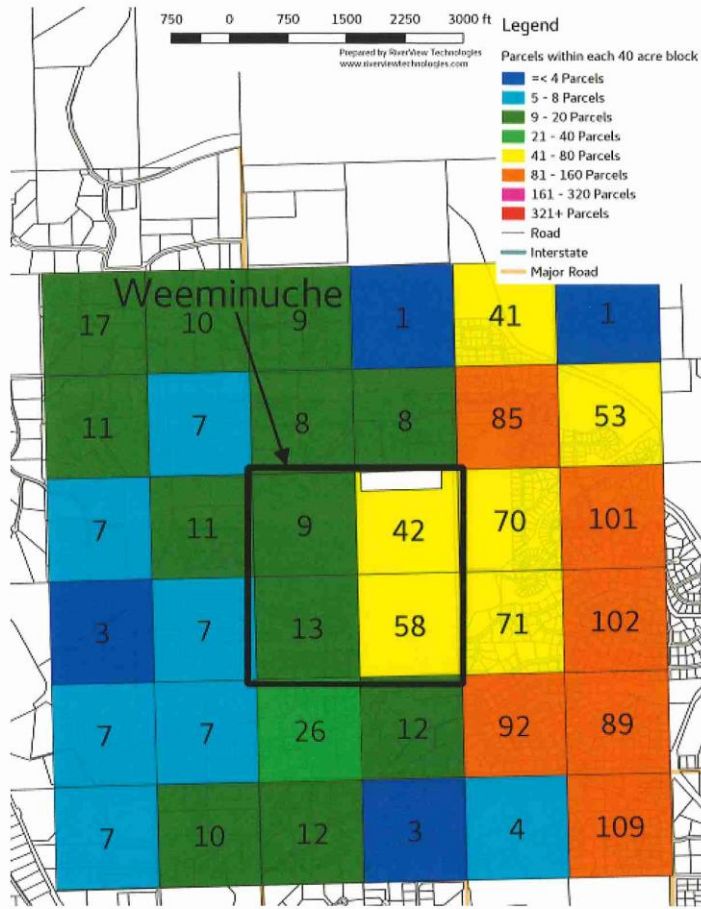 750 0 750 1500 2250 3000 ft
Prepared by RiverView Technologies
www.riverviewtechnologies.com
Legend
Parcels within each 40 acre block
=< 4 Parcels
5 - 8 Parcels
9 - 20 Parcels
21 - 40 Parcels
41 - 80 Parcels
81 - 160 Parcels
161 - 320 Parcels
321+ Parcels
Road
Interstate
Major Road
Weeminuche
17 10 9 1 41 1
11 7 8 8 85 53
7 11 9 42 70 101
3 7 13 58 71 102
7 7 26 12 92 89
7 10 12 3 4 109